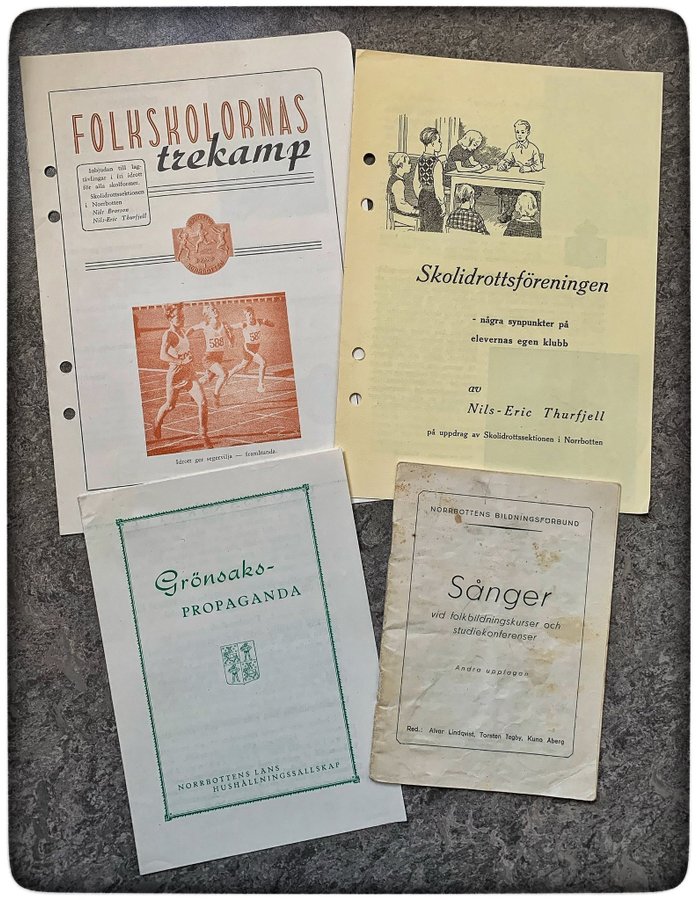 FOLKSKOLORNAS
trekamp
Inbjudan till lag-
tävlingar i fri idrott
för alla skolformer.
Skolidrottssektionen
i Norrbotten
Nils-Eric Thurfjell
588
Idrott ger segervilja — framåtanda.
Skolidrottsföreningen
- några synpunkter på
elevernas egen klubb
av
Nils-Eric Thurfjell
på uppdrag av Skolidrottssektionen i Norrbotten
Grönsaks-
PROPAGANDA
NORRBOTTENS LÄNS
HUSHÅLLNINGSSÄLLSKAP
NORRBOTTENS BILDNINGSFÖRBUND
Sånger
vid folkbildningskurser och
studiekonferenser
Andra upplagan
Red.: Alvar Lindqvist, Torsten Tegby, Kuno Åberg